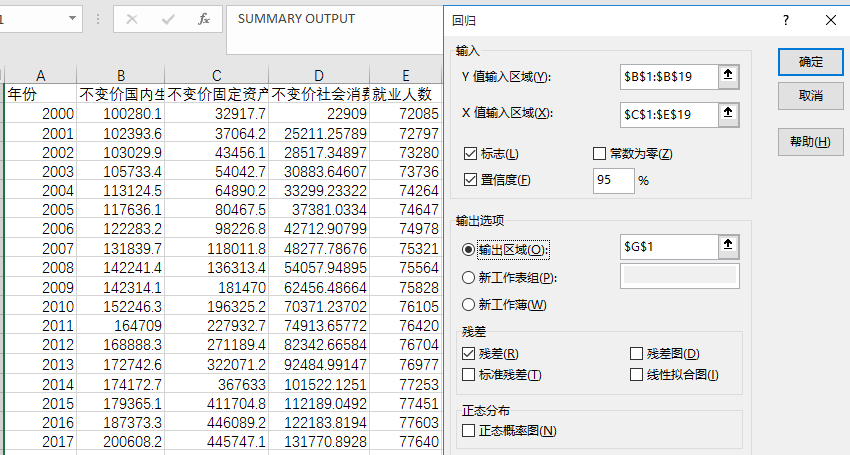 SUMMARY OUTPUT
A B C D E
年份 不变价国内生 不变价固定资产 不变价社会消费 就业人数
2000 100280.1 32917.7 22909 72085
2001 102393.6 37064.2 25211.25789 72797
2002 103029.9 43456.1 28517.34897 73280
2003 105733.4 54042.7 30883.64607 73736
2004 113124.5 64890.2 33299.23322 74264
2005 117636.1 80467.5 37381.0334 74647
2006 122283.2 98226.8 42712.90799 74978
2007 131839.7 118011.8 48277.78676 75321
2008 142241.4 136313.4 54057.94895 75564
2009 142314.1 181470 62456.48664 75828
2010 152246.3 196325.2 70371.23702 76105
2011 164709 227932.7 74913.65772 76420
2012 168888.3 271189.4 82342.66584 76704
2013 172742.6 322071.2 92484.99147 76977
2014 174172.7 367633 101522.1251 77253
2015 179365.1 411704.8 112189.0492 77451
2016 187373.3 446089.2 122183.8194 77603
2017 200608.2 445747.1 131770.8928 77640
回归
输入
Y 值输入区域(Y): $B$1:$B$19
X 值输入区域(X): $C$1:$E$19
标志(L) 常数为零(Z)
置信度(F) 95 %
输出选项
输出区域(O): $G$1
新工作表组(P):
新工作薄(W)
残差
残差(R) 残差图(D)
标准残差(T) 线性拟合图(I)
正态分布
正态概率图(N)
确定
取消
帮助(H)